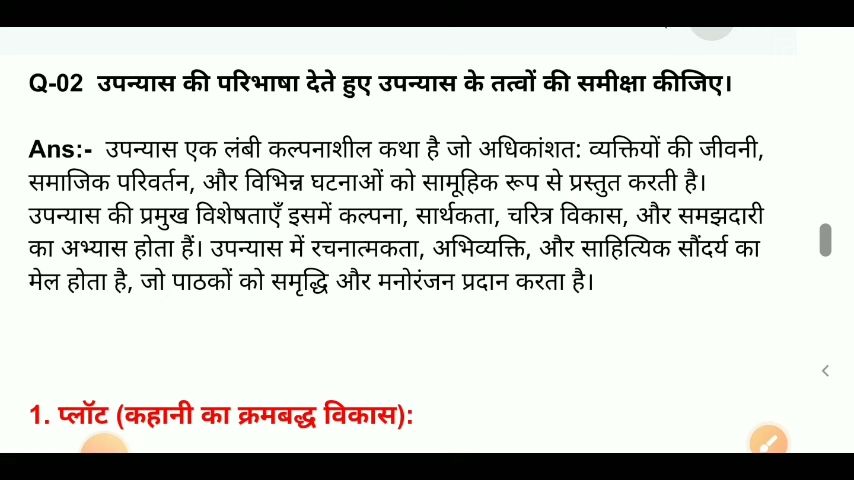 Q-02 उपन्यास की परिभाषा देते हुए उपन्यास के तत्वों की समीक्षा कीजिए।
Ans:- उपन्यास एक लंबी कल्पनाशील कथा है जो अधिकांशत: व्यक्तियों की जीवनी,
समाजिक परिवर्तन, और विभिन्न घटनाओं को सामूहिक रूप से प्रस्तुत करती है।
उपन्यास की प्रमुख विशेषताएँ इसमें कल्पना, सार्थकता, चरित्र विकास, और समझदारी
का अभ्यास होता हैं। उपन्यास में रचनात्मकता, अभिव्यक्ति, और साहित्यिक सौंदर्य का
मेल होता है, जो पाठकों को समृद्धि और मनोरंजन प्रदान करता है।
1. प्लॉट (कहानी का क्रमबद्ध विकास):